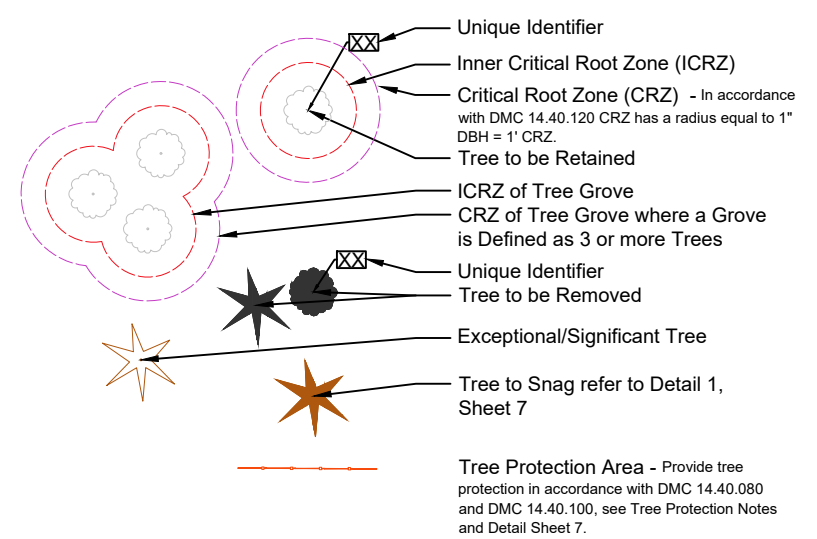 XX
Unique Identifier
Inner Critical Root Zone (ICRZ)
Critical Root Zone (CRZ) - In accordance
with DMC 14.40.120 CRZ has a radius equal to 1"
DBH = 1' CRZ.
Tree to be Retained
ICRZ of Tree Grove
CRZ of Tree Grove where a Grove
is Defined as 3 or more Trees
XX
Unique Identifier
Tree to be Removed
Exceptional/Significant Tree
Tree to Snag refer to Detail 1,
Sheet 7
Tree Protection Area - Provide tree
protection in accordance with DMC 14.40.080
and DMC 14.40.100, see Tree Protection Notes
and Detail Sheet 7.